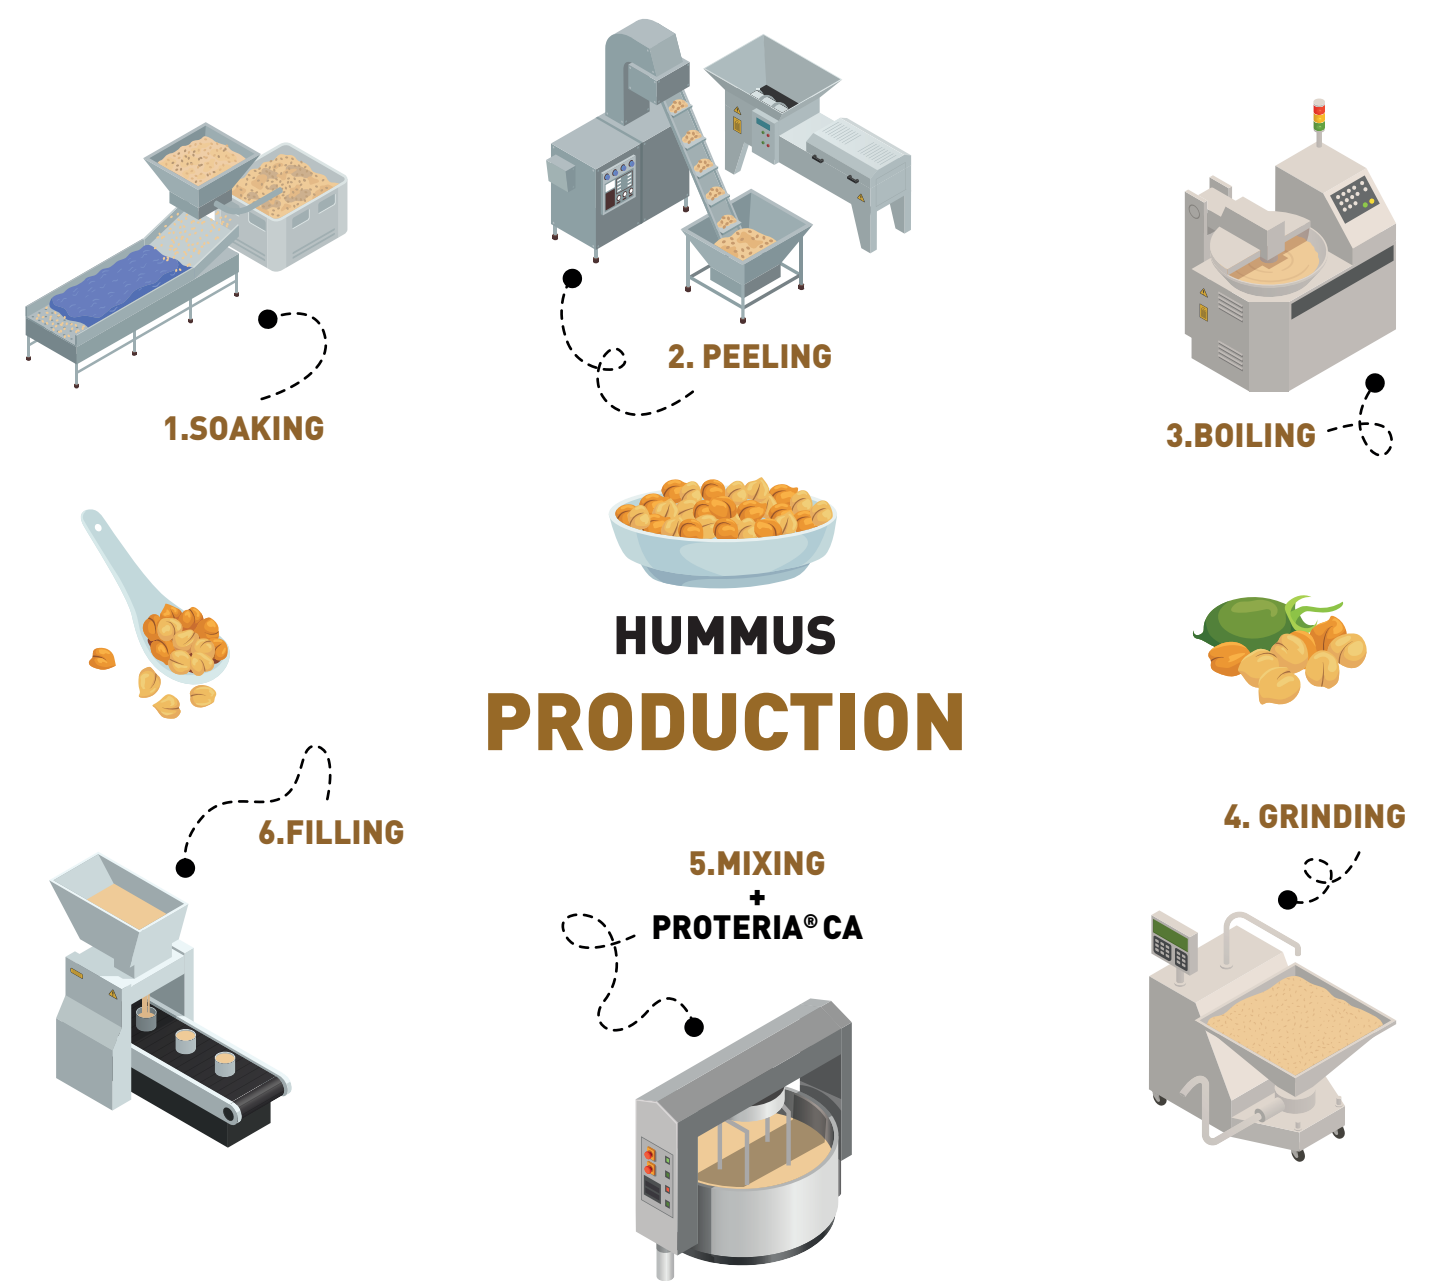 2. PEELING
1.SOAKING
3.BOILING
HUMMUS
PRODUCTION
4. GRINDING
6.FILLING
5.MIXING
+
PROTERIA® CA